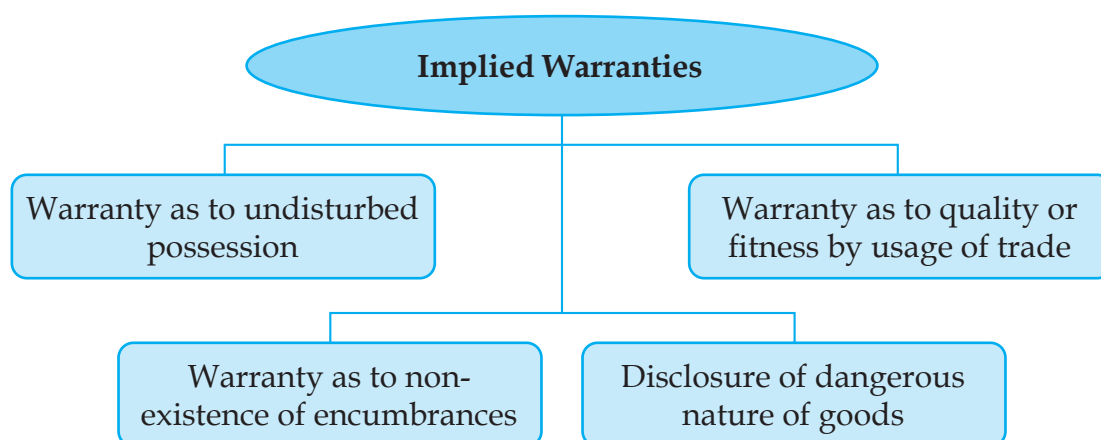 Implied Warranties
Warranty as to undisturbed
possession
Warranty as to quality or
fitness by usage of trade
Warranty as to non-
existence of encumbrances
Disclosure of dangerous
nature of goods